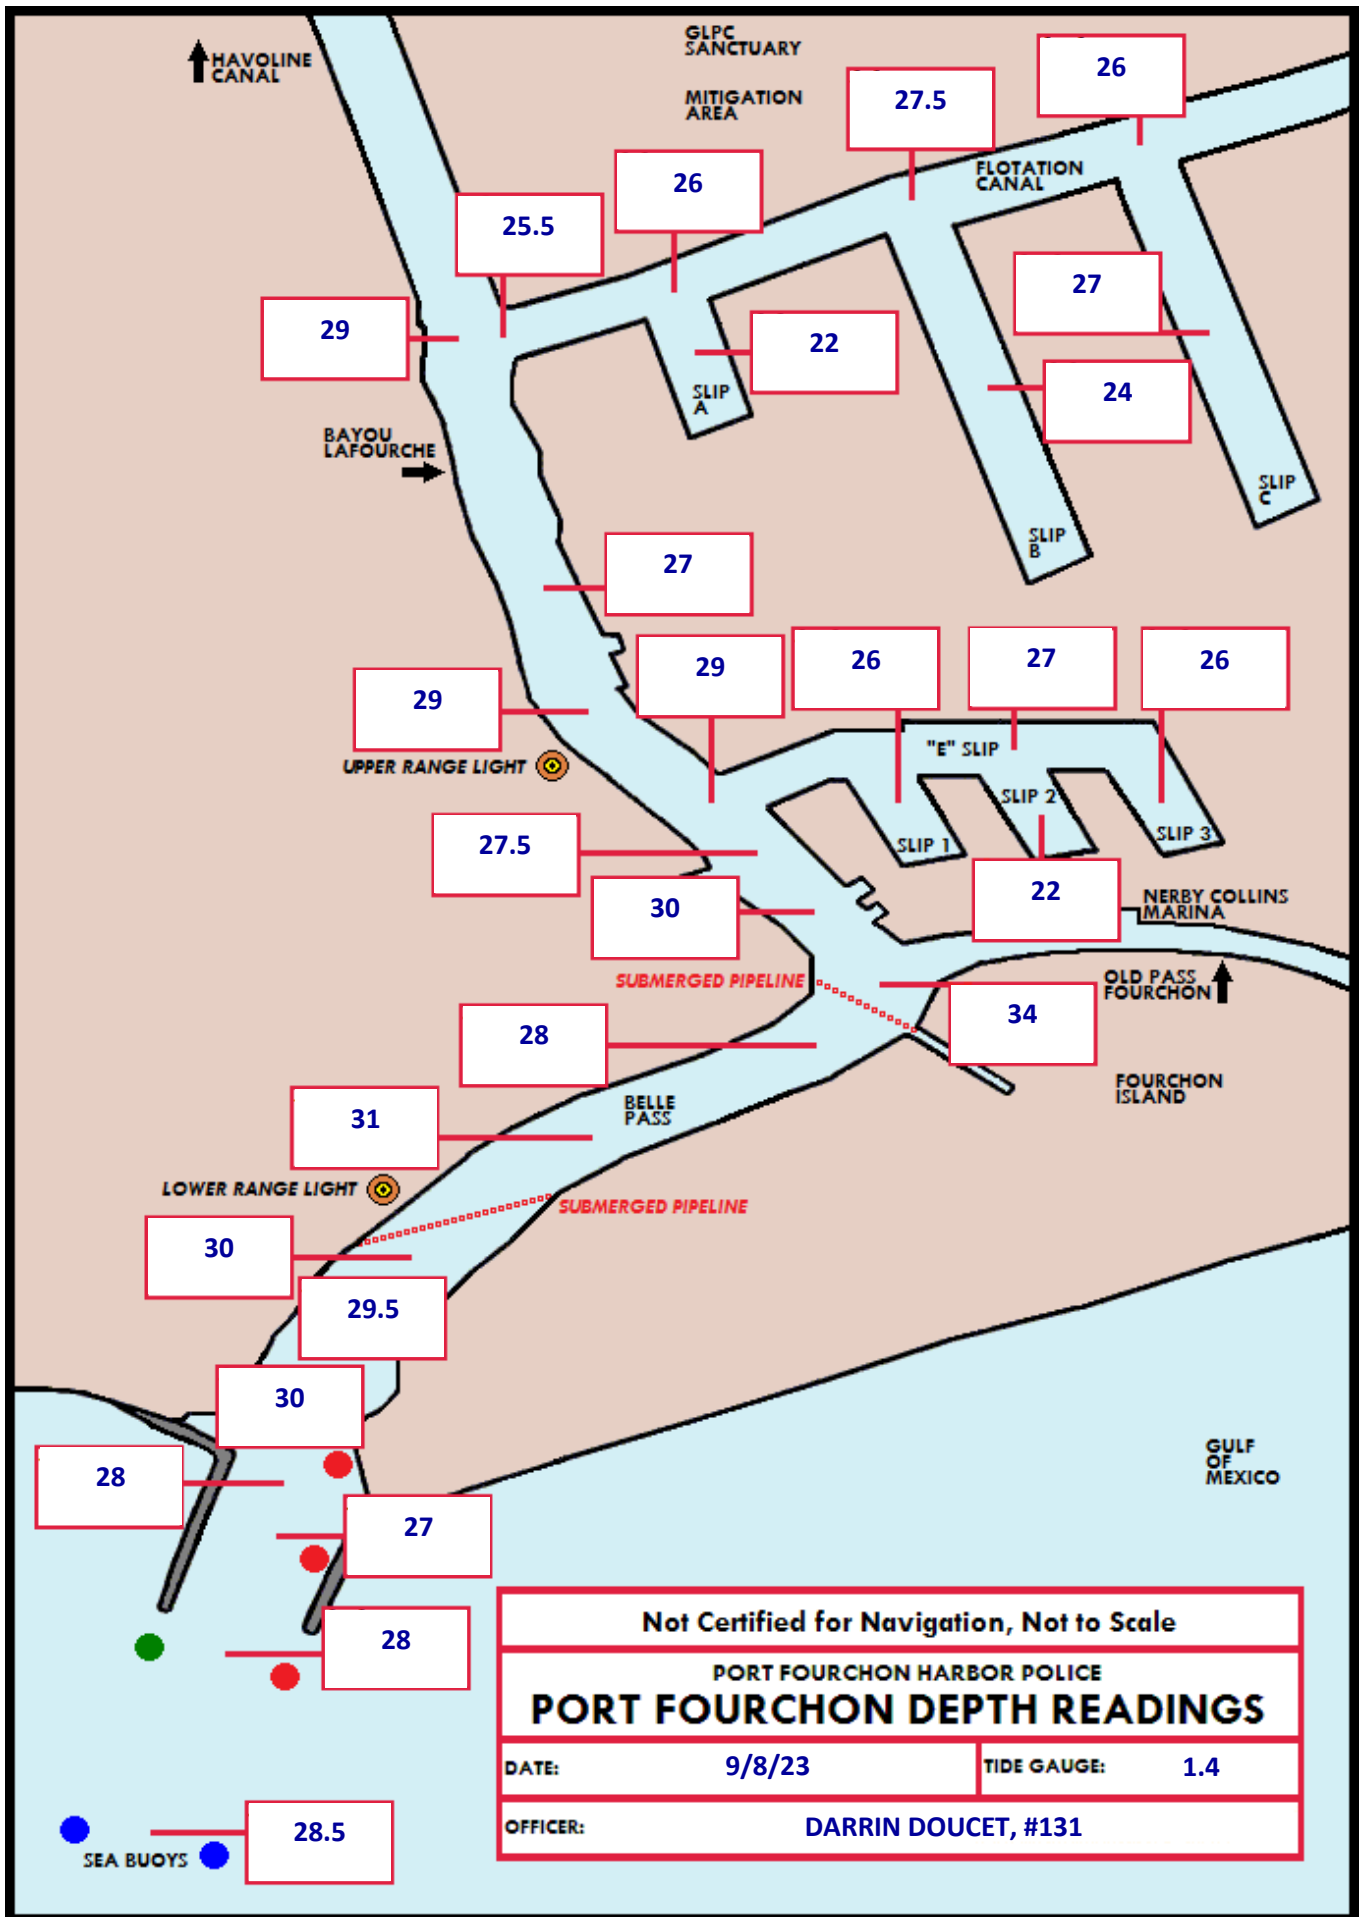 HAVOLINE
CANAL
GLPC
SANCTUARY
MITIGATION
AREA
26
27.5
FLOTATION
CANAL
26
25.5
27
29
22
24
SLIP
A
BAYOU
LAFOURCHE
SLIP
C
SLIP
B
27
29
26
27
26
29
"E" SLIP
UPPER RANGE LIGHT
SLIP 2
SLIP 1
SLIP 3
27.5
22
30
NERBY COLLINS
MARINA
SUBMERGED PIPELINE
OLD PASS
FOURCHON
34
28
FOURCHON
ISLAND
BELLE
PASS
31
LOWER RANGE LIGHT
SUBMERGED PIPELINE
30
29.5
30
GULF
OF
MEXICO
28
27
28
Not Certified for Navigation, Not to Scale
PORT FOURCHON HARBOR POLICE
PORT FOURCHON DEPTH READINGS
DATE: 9/8/23 TIDE GAUGE: 1.4
OFFICER: DARRIN DOUCET, #131
28.5
SEA BUOYS